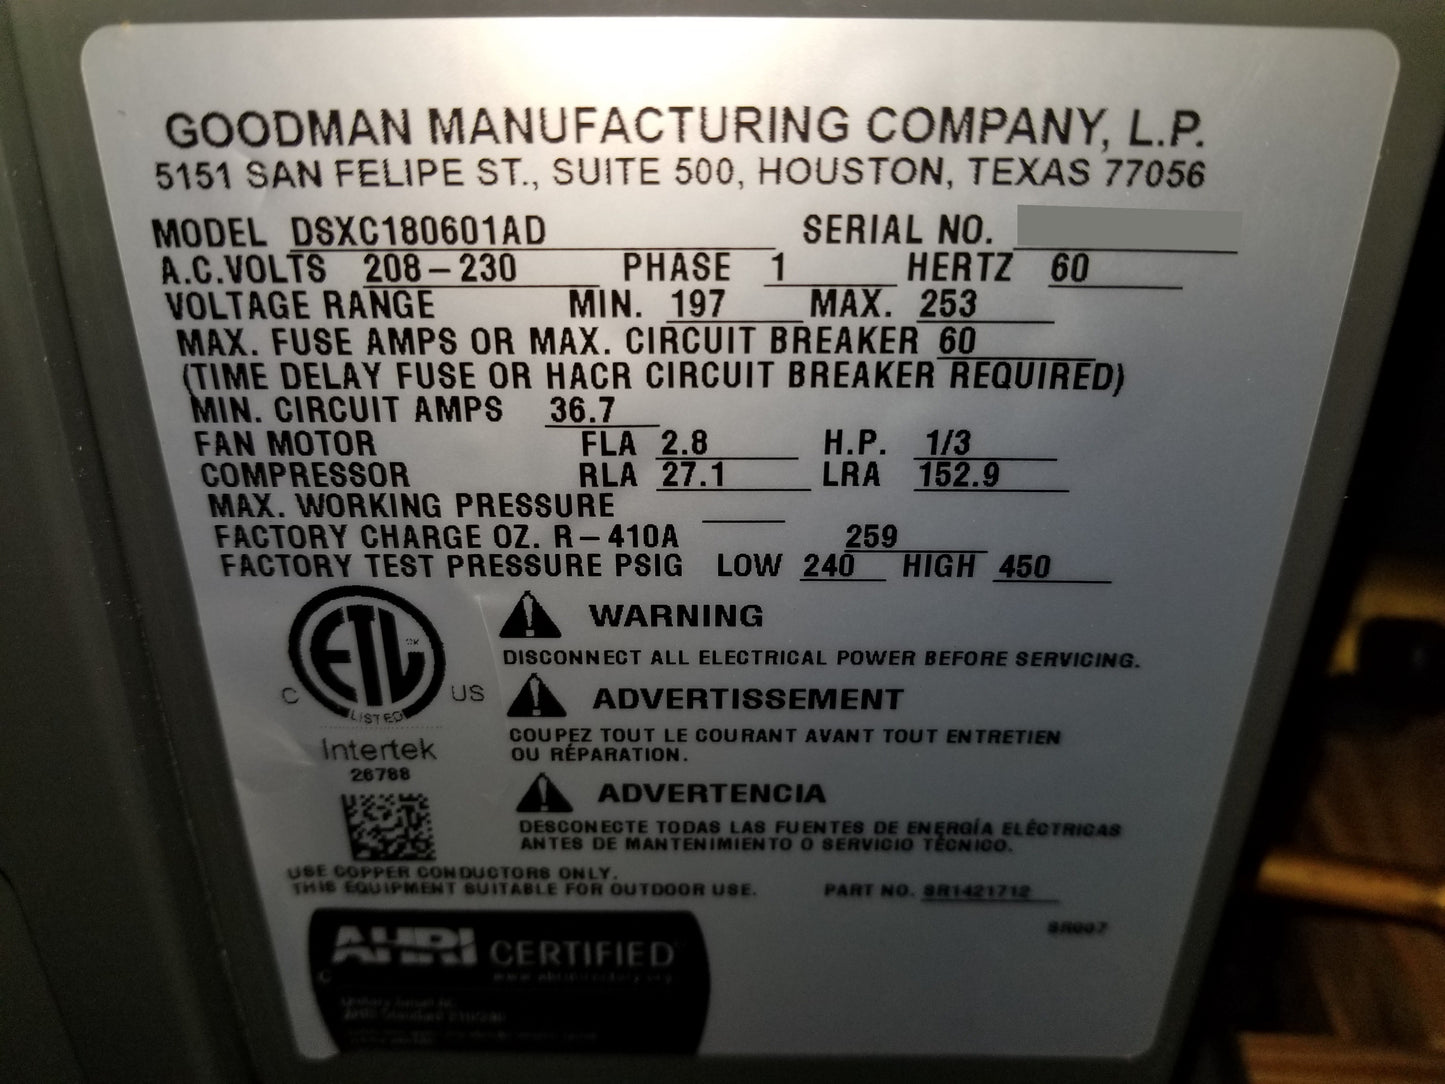 GOODMAN MANUFACTURING COMPANY, L.P.
5151 SAN FELIPE ST., SUITE 500, HOUSTON, TEXAS 77056
MODEL DSXC180601AD SERIAL NO.
A.C.VOLTS 208-230 PHASE 1 HERTZ 60
VOLTAGE RANGE MIN. 197 MAX. 253
MAX. FUSE AMPS OR MAX. CIRCUIT BREAKER 60
(TIME DELAY FUSE OR HACR CIRCUIT BREAKER REQUIRED)
MIN. CIRCUIT AMPS 36.7
FAN MOTOR FLA 2.8 H.P. 1/3
COMPRESSOR RLA 27.1 LRA 152.9
MAX. WORKING PRESSURE
FACTORY CHARGE OZ. R-410A 259
FACTORY TEST PRESSURE PSIG LOW 240 HIGH 450
ETL
LISTED
C US
Intertek
26788
WARNING
DISCONNECT ALL ELECTRICAL POWER BEFORE SERVICING.
ADVERTISSEMENT
COUPEZ TOUT LE COURANT AVANT TOUT ENTRETIEN
OU RÉPARATION.
ADVERTENCIA
DESCONECTE TODAS LAS FUENTES DE ENERGÍA ELÉCTRICAS
ANTES DE MANTENIMIENTO O SERVICIO TÉCNICO.
USE COPPER CONDUCTORS ONLY.
THIS EQUIPMENT SUITABLE FOR OUTDOOR USE. PART NO. SR1421712
SR007
AHRI CERTIFIED
www.ahridirectory.org